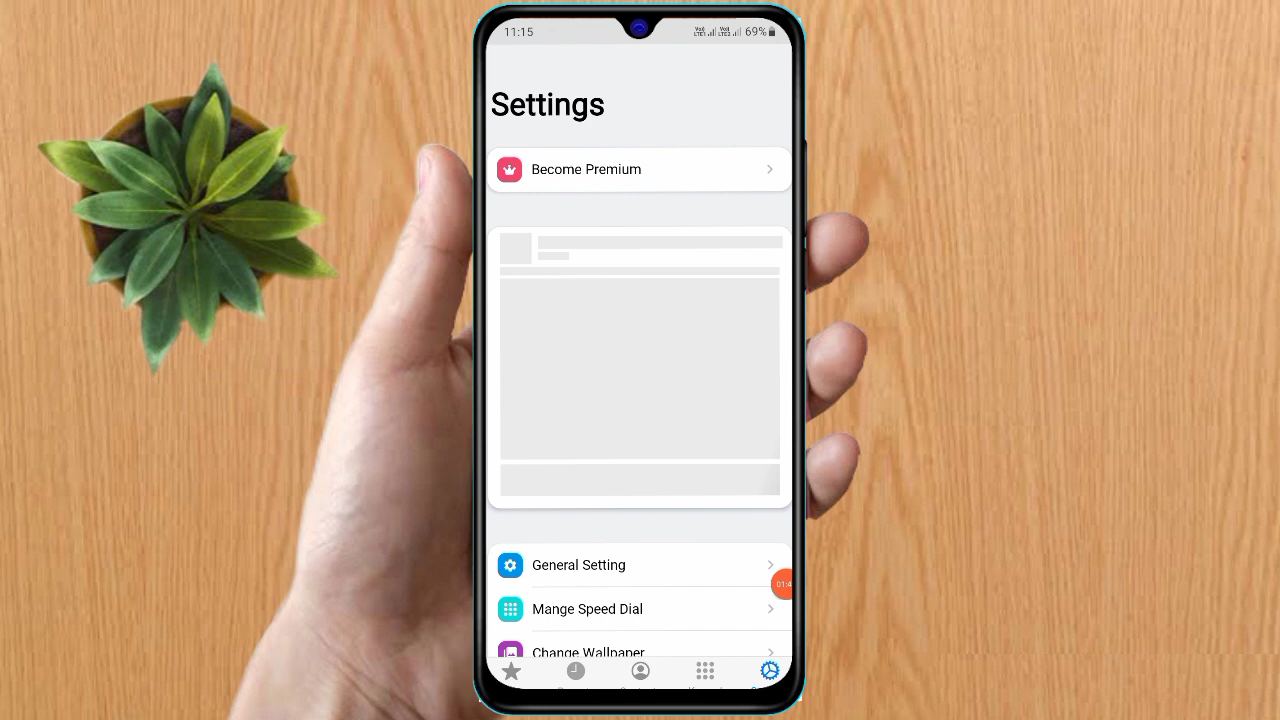 11:15
69%
Settings
Become Premium
General Setting
Mange Speed Dial
Change Wallpaper